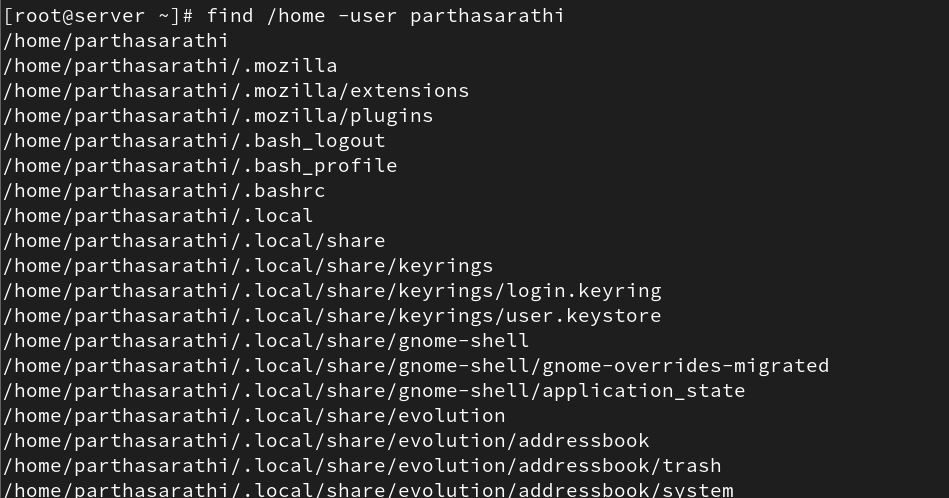 [root@server ~]# find /home -user parthasarathi
/home/parthasarathi
/home/parthasarathi/.mozilla
/home/parthasarathi/.mozilla/extensions
/home/parthasarathi/.mozilla/plugins
/home/parthasarathi/.bash_logout
/home/parthasarathi/.bash_profile
/home/parthasarathi/.bashrc
/home/parthasarathi/.local
/home/parthasarathi/.local/share
/home/parthasarathi/.local/share/keyrings
/home/parthasarathi/.local/share/keyrings/login.keyring
/home/parthasarathi/.local/share/keyrings/user.keystore
/home/parthasarathi/.local/share/gnome-shell
/home/parthasarathi/.local/share/gnome-shell/gnome-overrides-migrated
/home/parthasarathi/.local/share/gnome-shell/application_state
/home/parthasarathi/.local/share/evolution
/home/parthasarathi/.local/share/evolution/addressbook
/home/parthasarathi/.local/share/evolution/addressbook/trash
/home/parthasarathi/.local/share/evolution/addressbook/system